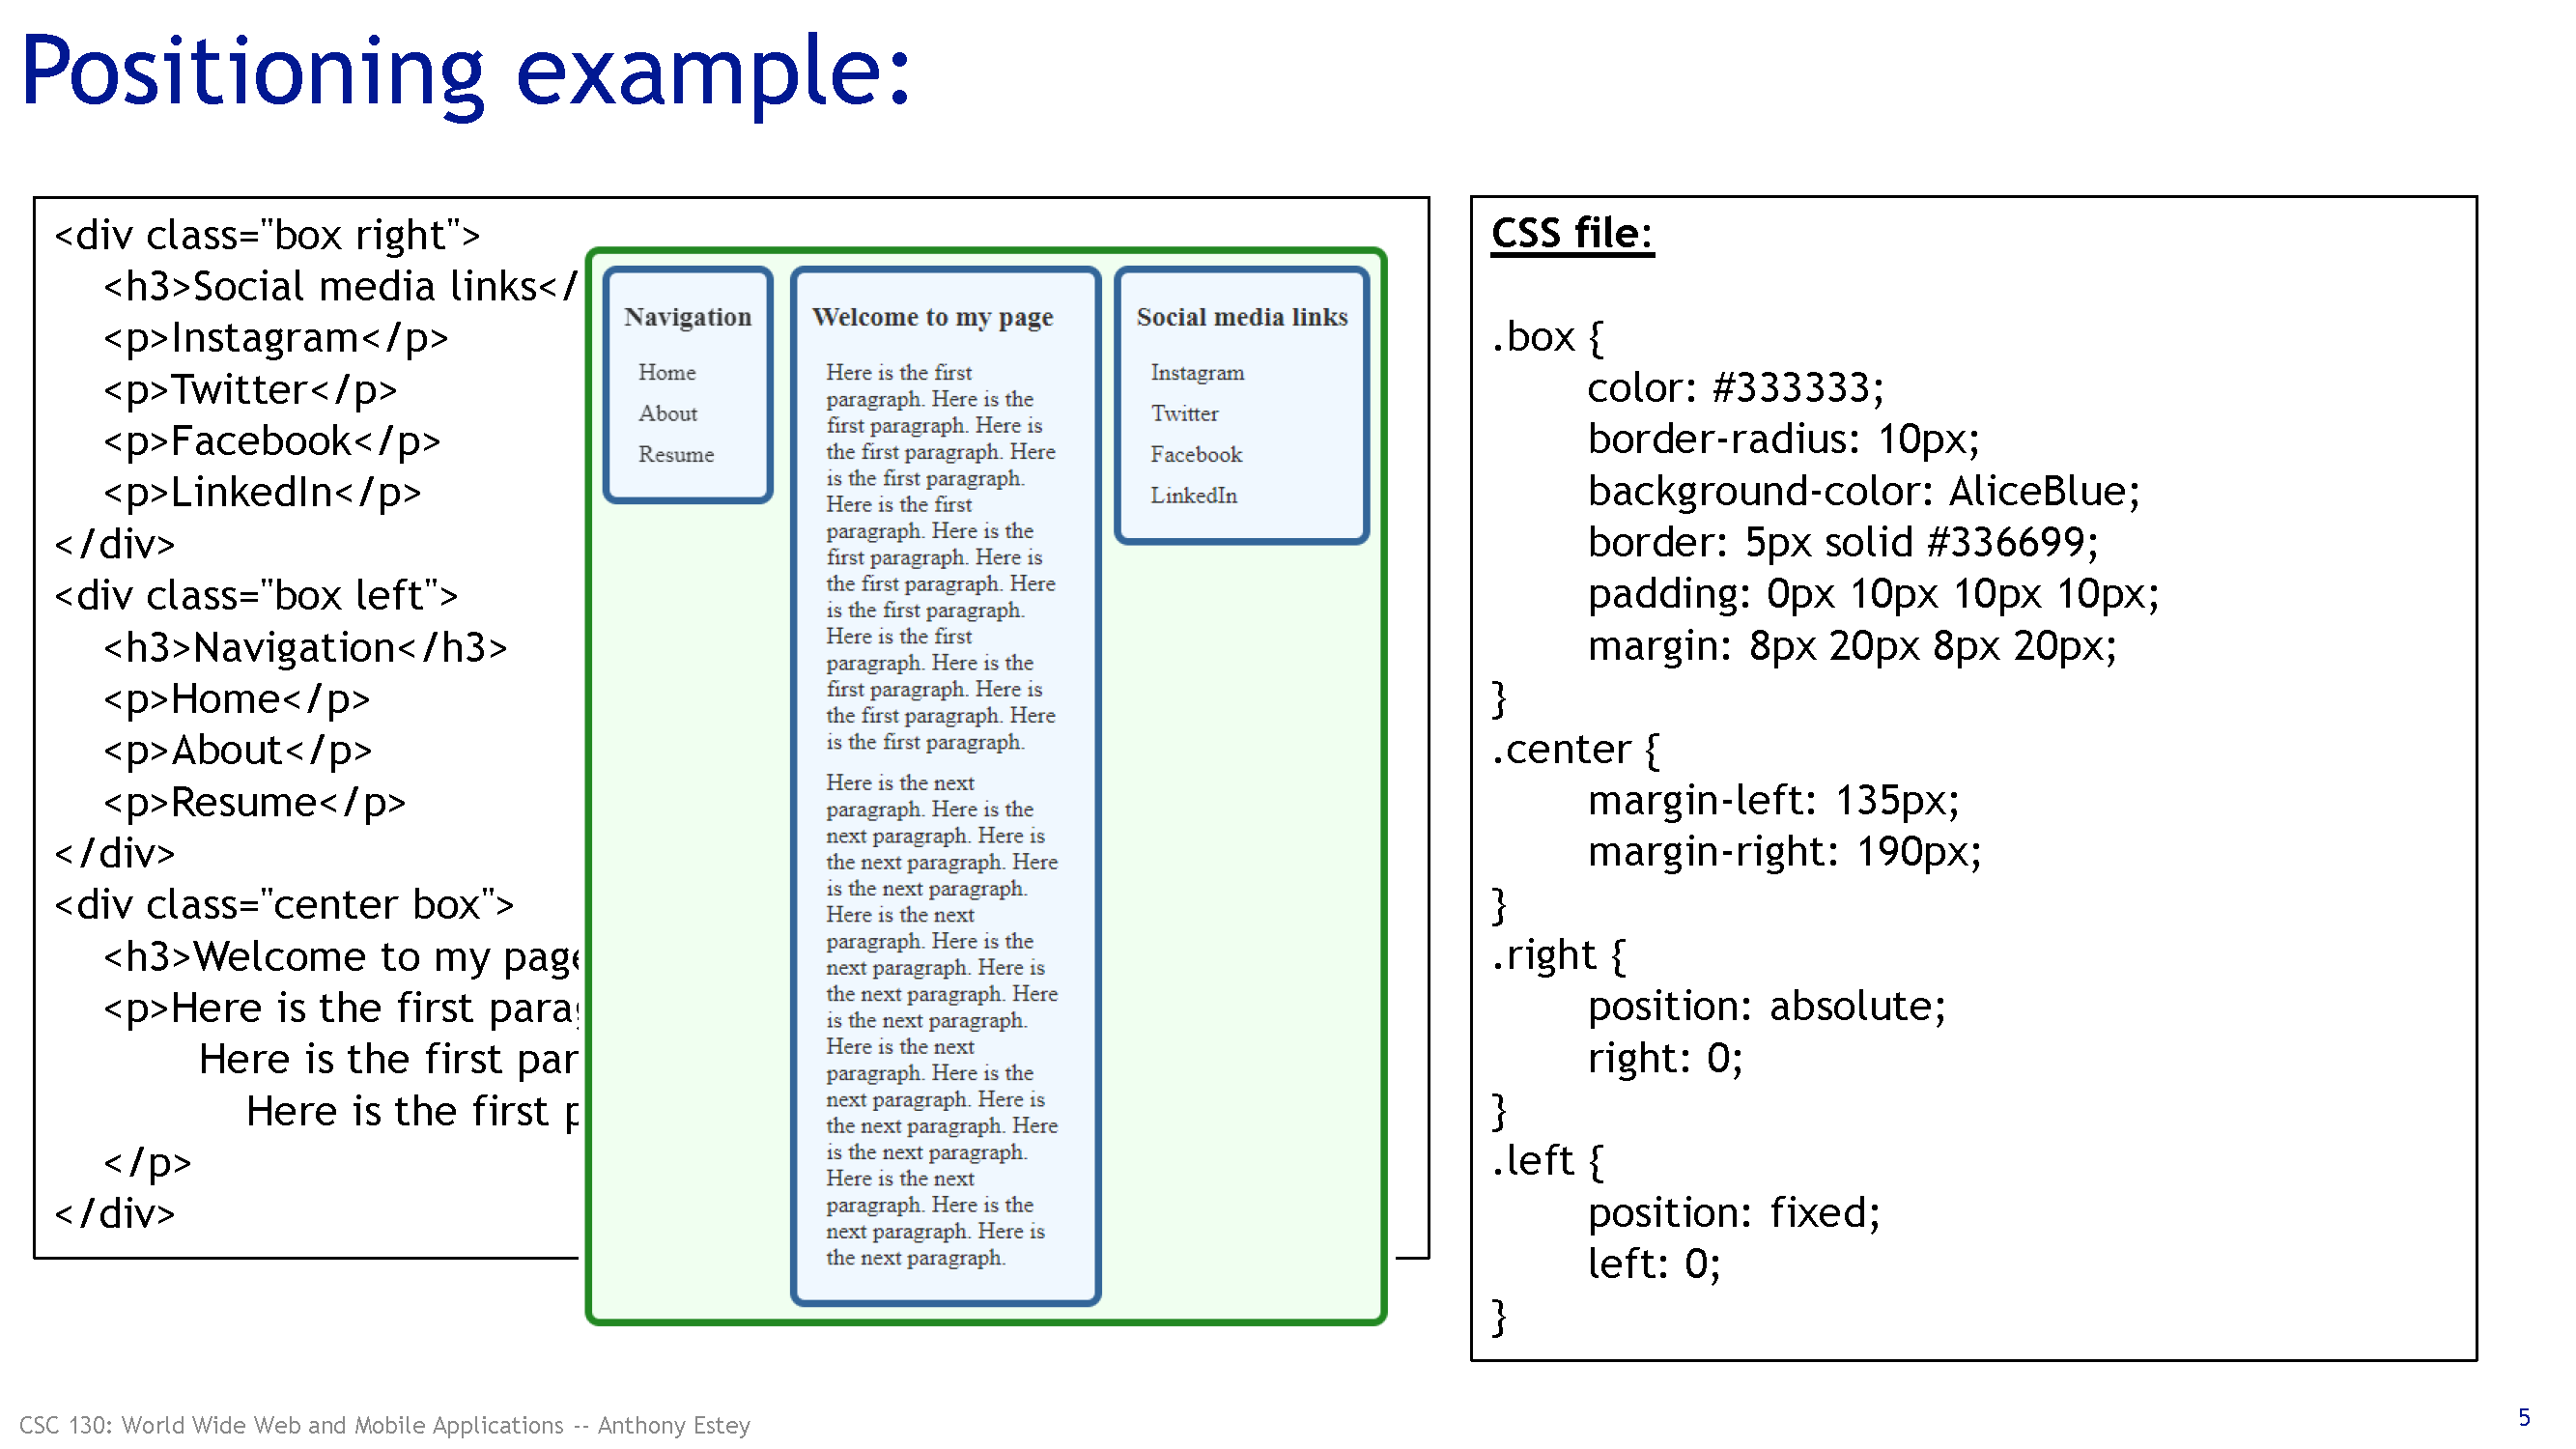 Positioning example:
<div class="box right">
<h3>Social media links</
<p>Instagram</p>
<p>Twitter</p>
<p>Facebook</p>
<p>LinkedIn</p>
</div>
<div class="box left">
<h3>Navigation</h3>
<p>Home</p>
<p>About</p>
<p>Resume</p>
</div>
<div class="center box">
<h3>Welcome to my page
<p>Here is the first
Here is the first
Here is the first
</p>
</div>
Navigation
Home
About
Resume
Welcome to my page
Here is the first
paragraph. Here is the
first paragraph. Here is
the first paragraph. Here
is the first paragraph.
Here is the first
paragraph. Here is the
first paragraph. Here is
the first paragraph. Here
is the first paragraph.
Here is the first
paragraph. Here is the
first paragraph. Here is
the first paragraph. Here
is the first paragraph.
Here is the next
paragraph. Here is the
next paragraph. Here is
the next paragraph. Here
is the next paragraph.
Here is the next
paragraph. Here is the
next paragraph. Here is
the next paragraph. Here
is the next paragraph.
Here is the next
paragraph. Here is the
next paragraph. Here is
the next paragraph. Here
is the next paragraph.
Here is the next
paragraph. Here is the
next paragraph. Here is
the next paragraph.
Social media links
Instagram
Twitter
Facebook
LinkedIn
CSS file:
.box {
color: #333333;
border-radius: 10px;
background-color: AliceBlue;
border: 5px solid #336699;
padding: 0px 10px 10px 10px;
margin: 8px 20px 8px 20px;
}
.center {
margin-left: 135px;
margin-right: 190px;
}
.right {
position: absolute;
right: 0;
}
.left {
position: fixed;
left: 0;
}
CSC 130: World Wide Web and Mobile Applications -- Anthony Estey
5